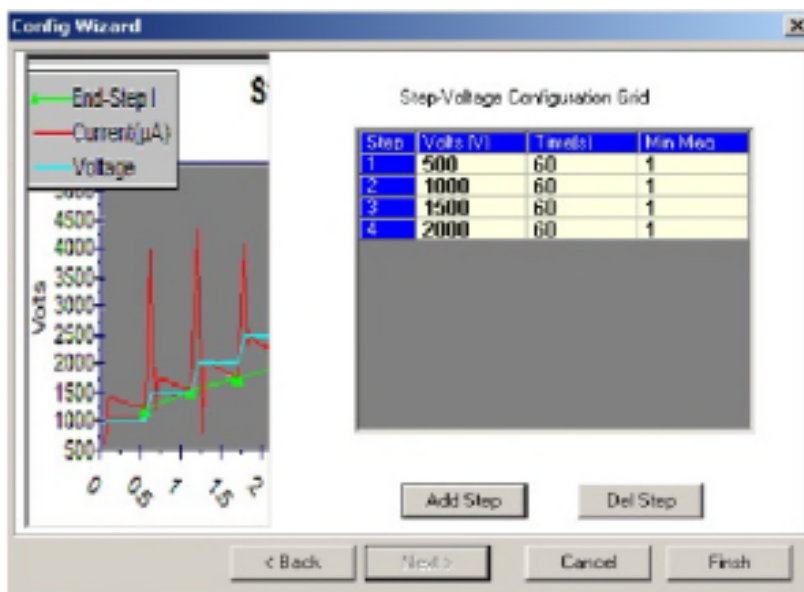 Config Wizard
End-Step I
Current(µA)
Voltage
S
Step-Voltage Configuration Grid
Step Volts (V) Time(s) Min Meg
1 500 60 1
2 1000 60 1
3 1500 60 1
4 2000 60 1
Volts
4500
4000
3500
3000
2500
2000
1500
1000
500
0 0.5 1 1.5 2
Add Step Del Step
< Back Next > Cancel Finish